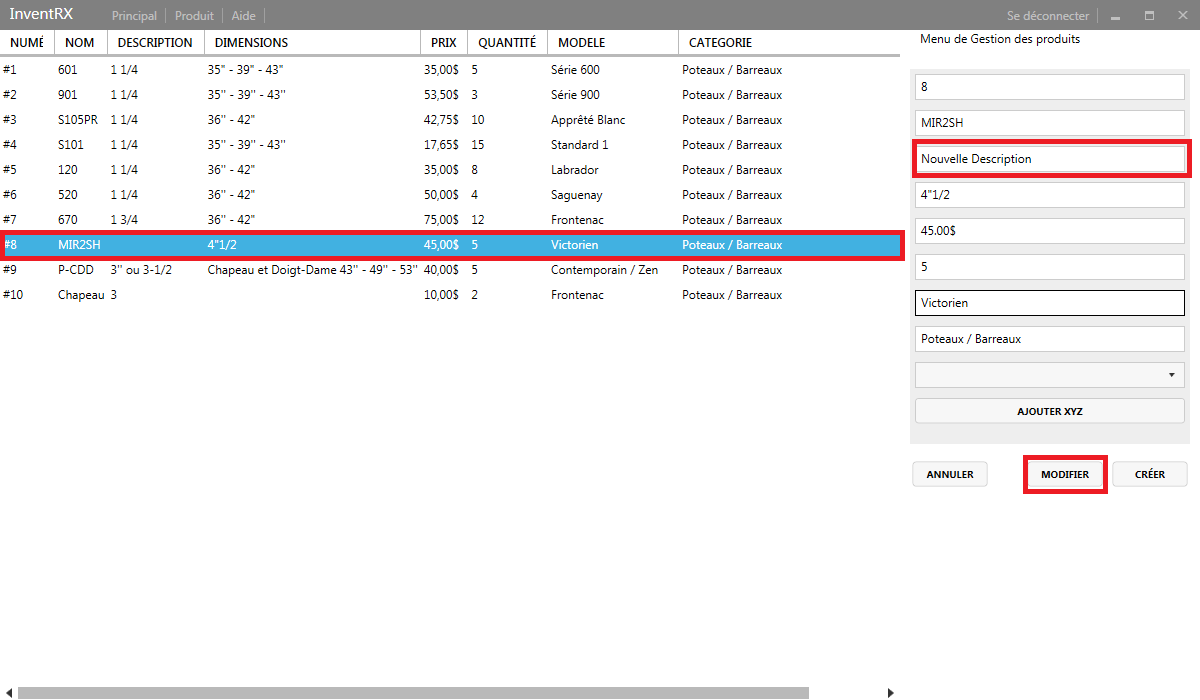 InventRX Principal Produit Aide Se déconnecter
NUMÉ NOM DESCRIPTION DIMENSIONS PRIX QUANTITÉ MODELE CATEGORIE
#1 601 1 1/4 35" - 39" - 43" 35,00$ 5 Série 600 Poteaux / Barreaux
#2 901 1 1/4 35'' - 39'' - 43'' 53,50$ 3 Série 900 Poteaux / Barreaux
#3 S105PR 1 1/4 36'' - 42" 42,75$ 10 Apprêté Blanc Poteaux / Barreaux
#4 S101 1 1/4 35'' - 39'' - 43'' 17,65$ 15 Standard 1 Poteaux / Barreaux
#5 120 1 1/4 36'' - 42" 35,00$ 8 Labrador Poteaux / Barreaux
#6 520 1 1/4 36'' - 42" 50,00$ 4 Saguenay Poteaux / Barreaux
#7 670 1 3/4 36'' - 42" 75,00$ 12 Frontenac Poteaux / Barreaux
#8 MIR2SH 4"1/2 45,00$ 5 Victorien Poteaux / Barreaux
#9 P-CDD 3'' ou 3-1/2 Chapeau et Doigt-Dame 43'' - 49'' - 53'' 40,00$ 5 Contemporain / Zen Poteaux / Barreaux
#10 Chapeau 3 10,00$ 2 Frontenac Poteaux / Barreaux
Menu de Gestion des produits
8
MIR2SH
Nouvelle Description
4"1/2
45.00$
5
Victorien
Poteaux / Barreaux
AJOUTER XYZ
ANNULER MODIFIER CRÉER